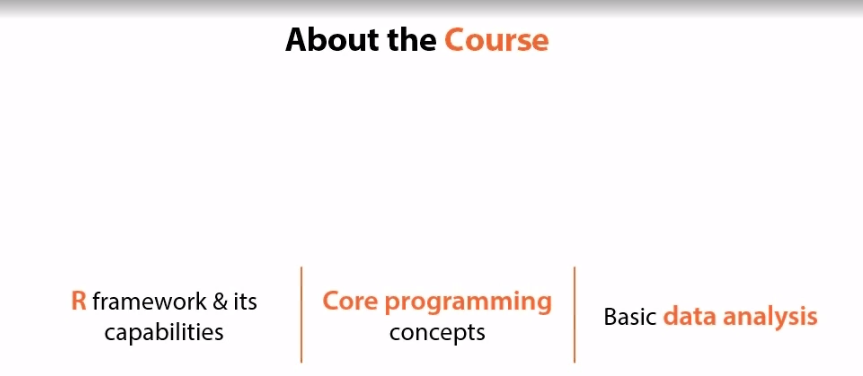 About the Course
R framework & its
capabilities
Core programming
concepts
Basic data analysis